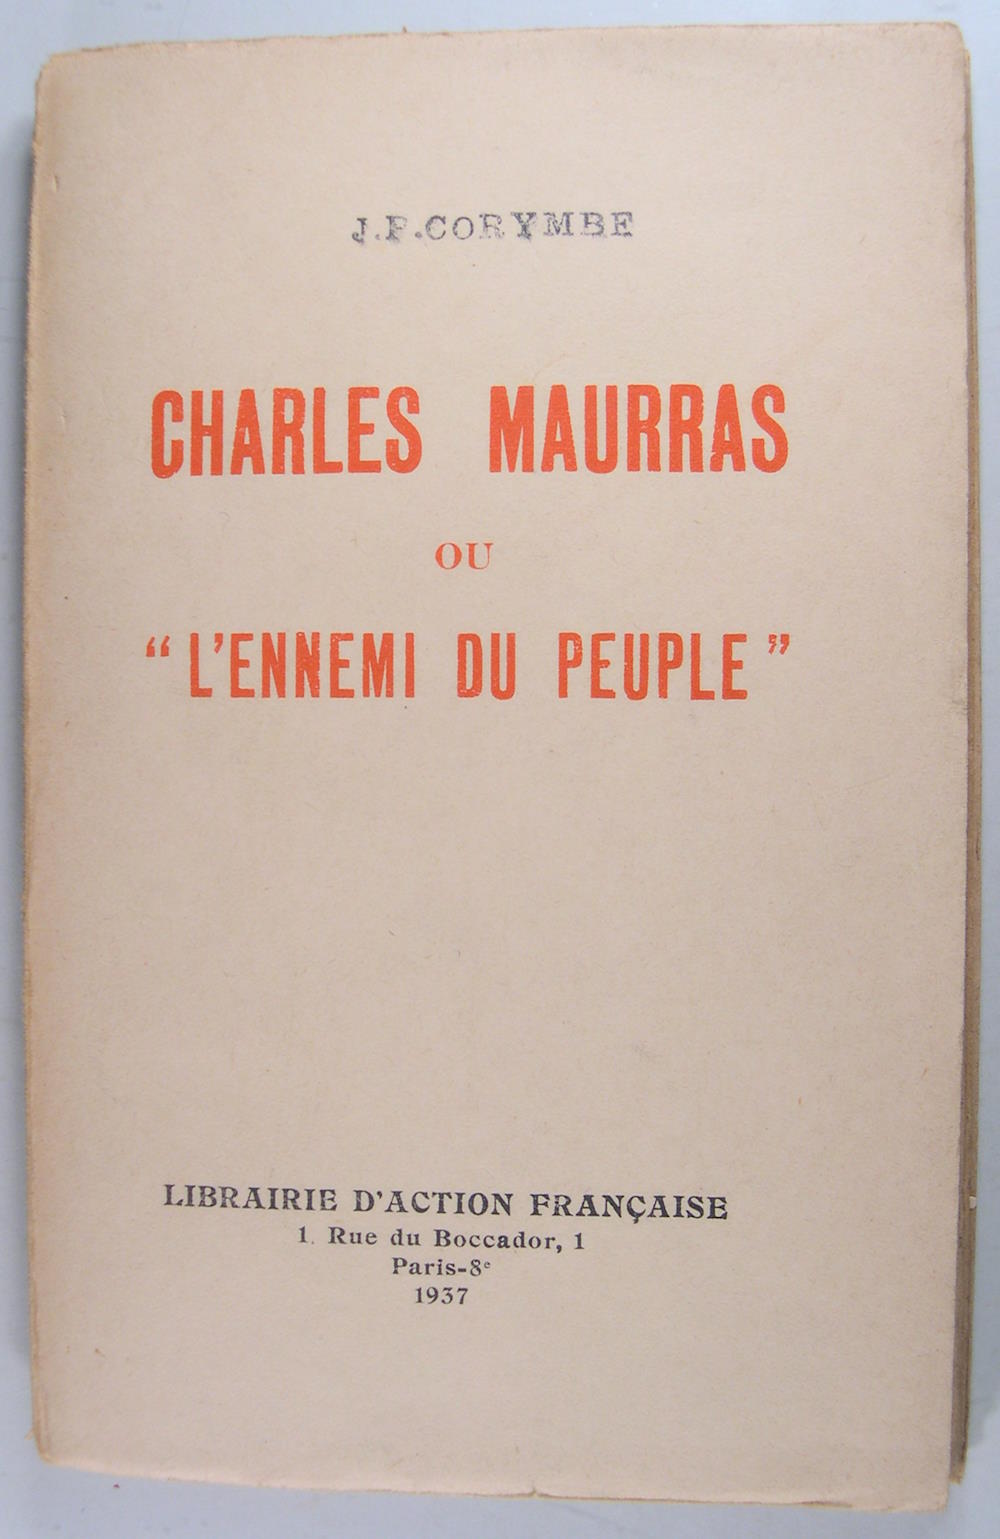 J.P.CORYMBE
CHARLES MAURRAS
OU
“ L'ENNEMI DU PEUPLE ”
LIBRAIRIE D'ACTION FRANÇAISE
1. Rue du Boccador, 1
Paris-8e
1937